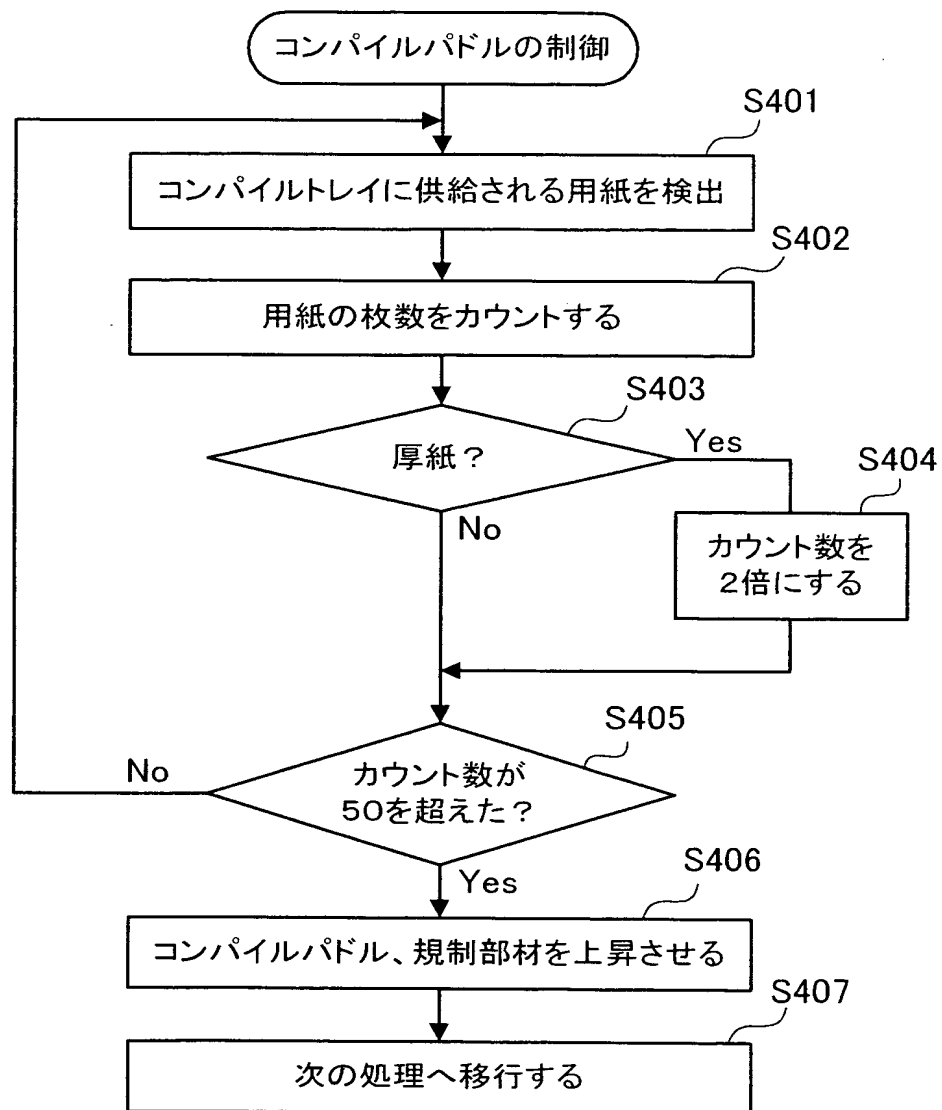 コンパイルパドルの制御
S401
コンパイルトレイに供給される用紙を検出
S402
用紙の枚数をカウントする
S403
厚紙？
Yes
No
S404
カウント数を
2倍にする
S405
カウント数が
50を超えた？
No
Yes
S406
コンパイルパドル、規制部材を上昇させる
S407
次の処理へ移行する